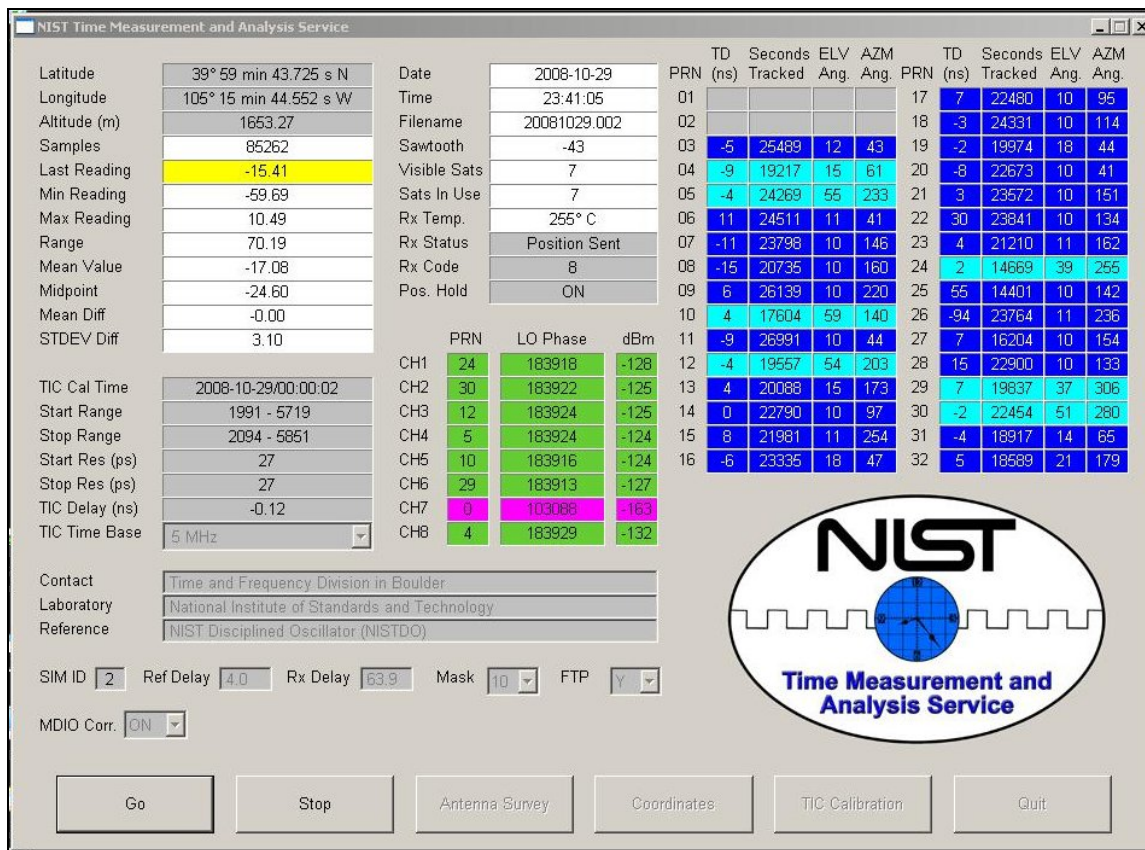 NIST Time Measurement and Analysis Service
Latitude 39° 59 min 43.725 s N
Longitude 105° 15 min 44.552 s W
Altitude (m) 1653.27
Samples 85262
Last Reading -15.41
Min Reading -59.69
Max Reading 10.49
Range 70.19
Mean Value -17.08
Midpoint -24.60
Mean Diff -0.00
STDEV Diff 3.10
TIC Cal Time 2008-10-29/00:00:02
Start Range 1991 - 5719
Stop Range 2094 - 5851
Start Res (ps) 27
Stop Res (ps) 27
TIC Delay (ns) -0.12
TIC Time Base 5 MHz
Date 2008-10-29
Time 23:41:05
Filename 20081029.002
Sawtooth -43
Visible Sats 7
Sats In Use 7
Rx Temp. 255° C
Rx Status Position Sent
Rx Code 8
Pos. Hold ON
PRN LO Phase dBm
CH1 24 183918 -128
CH2 30 183922 -125
CH3 12 183924 -125
CH4 5 183924 -124
CH5 10 183916 -124
CH6 29 183913 -127
CH7 0 103088 -163
CH8 4 183929 -132
TD Seconds ELV AZM
PRN (ns) Tracked Ang. Ang.
01
02
03 -5 25489 12 43
04 -9 19217 15 61
05 -4 24269 55 233
06 11 24511 11 41
07 -11 23798 10 146
08 -15 20735 10 160
09 6 26139 10 220
10 4 17604 59 140
11 -9 26991 10 44
12 -4 19557 54 203
13 4 20088 15 173
14 0 22790 10 97
15 8 21981 11 254
16 -6 23335 18 47
TD Seconds ELV AZM
PRN (ns) Tracked Ang. Ang.
17 7 22480 10 95
18 -3 24331 10 114
19 -2 19974 18 44
20 -8 22673 10 41
21 3 23572 10 151
22 30 23841 10 134
23 4 21210 11 162
24 2 14669 39 255
25 55 14401 10 142
26 -94 23764 11 236
27 7 16204 10 154
28 15 22900 10 133
29 7 19837 37 306
30 -2 22454 51 280
31 -4 18917 14 65
32 5 18589 21 179
Contact Time and Frequency Division in Boulder
Laboratory National Institute of Standards and Technology
Reference NIST Disciplined Oscillator (NISTDO)
SIM ID 2 Ref Delay 4.0 Rx Delay 63.9 Mask 10 FTP Y
MDIO Corr. ON
NIST
Time Measurement and
Analysis Service
Go Stop Antenna Survey Coordinates TIC Calibration Quit